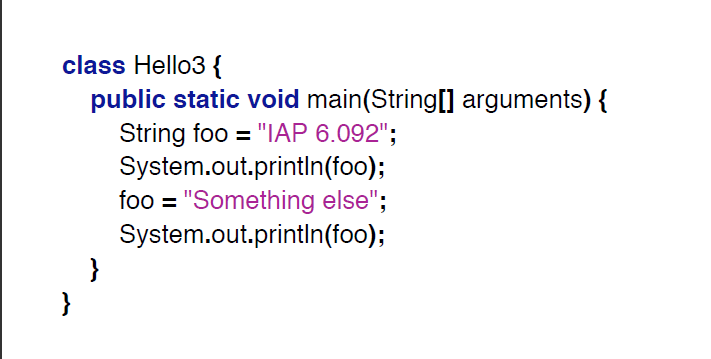 class Hello3 {
public static void main(String[] arguments) {
String foo = "IAP 6.092";
System.out.println(foo);
foo = "Something else";
System.out.println(foo);
}
}